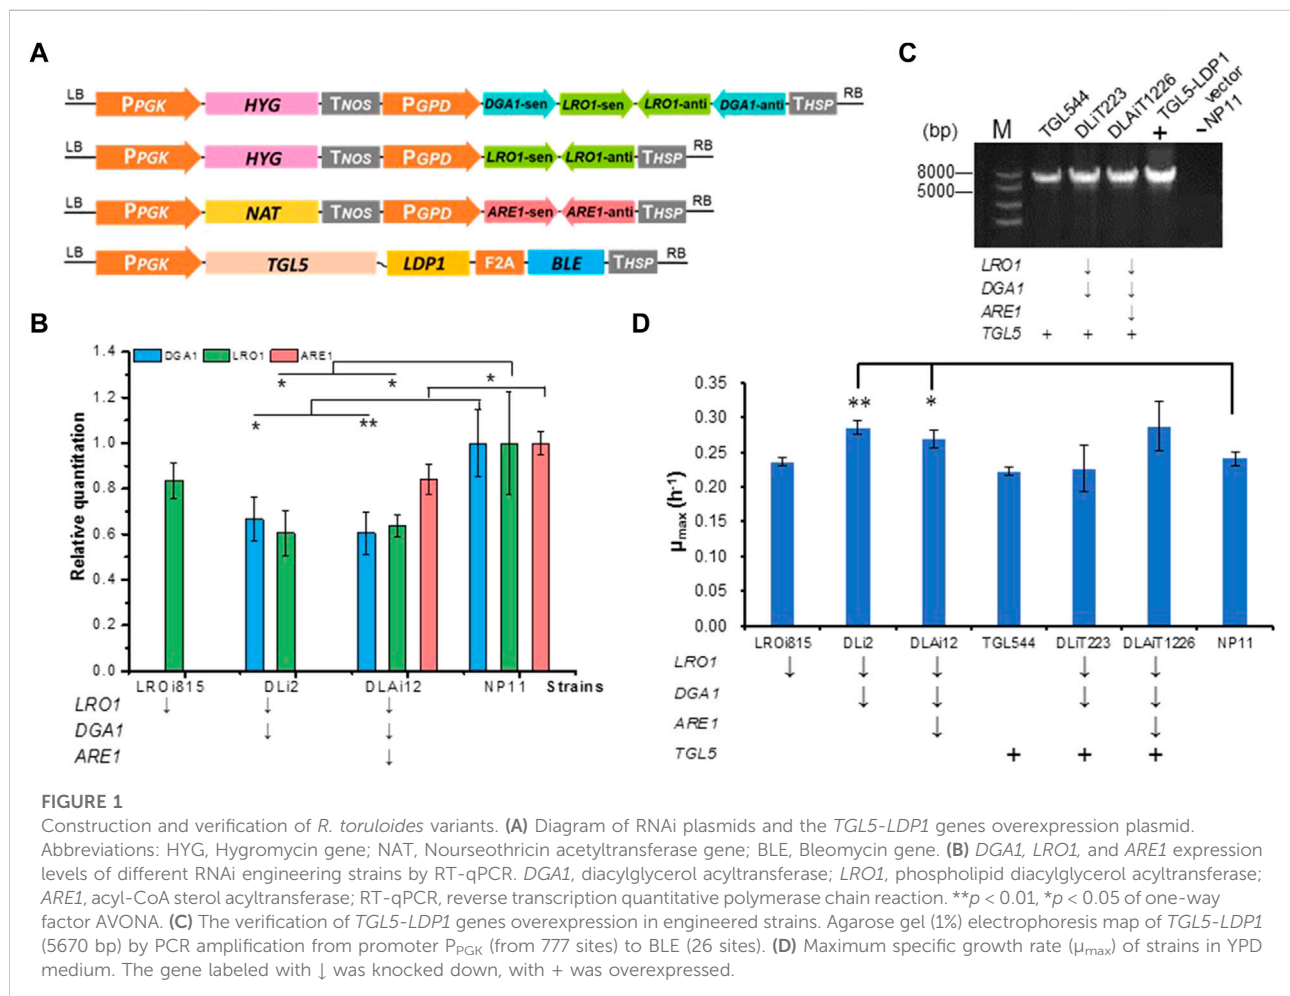 A
LB PPGK HYG TNOS PGPD DGA1-sen LRO1-sen LRO1-anti DGA1-anti THSP RB
LB PPGK HYG TNOS PGPD LRO1-sen LRO1-anti THSP RB
LB PPGK NAT TNOS PGPD ARE1-sen ARE1-anti THSP RB
LB PPGK TGL5 LDP1 F2A BLE THSP RB
B
DGA1 LRO1 ARE1
Relative quantitation
1.4
1.2
1.0
0.8
0.6
0.4
0.2
0.0
* * *
* **
LROi815 DLi2 DLAi12 NP11 Strains
LRO1 ↓ ↓ ↓
DGA1 ↓ ↓
ARE1 ↓
C
(bp) M TGL544 DLiT223 DLAiT1226 + TGL5-LDP1 vector - NP11
8000
5000
LRO1 ↓ ↓
DGA1 ↓ ↓
ARE1 ↓
TGL5 + + +
D
μmax (h-1)
0.35
0.30
0.25
0.20
0.15
0.10
0.05
0.00
** *
LROi815 DLi2 DLAi12 TGL544 DLiT223 DLAiT1226 NP11
LRO1 ↓ ↓ ↓ ↓ ↓
DGA1 ↓ ↓ ↓ ↓
ARE1 ↓ ↓
TGL5 + + +
FIGURE 1
Construction and verification of R. toruloides variants. (A) Diagram of RNAi plasmids and the TGL5-LDP1 genes overexpression plasmid.
Abbreviations: HYG, Hygromycin gene; NAT, Nourseothricin acetyltransferase gene; BLE, Bleomycin gene. (B) DGA1, LRO1, and ARE1 expression
levels of different RNAi engineering strains by RT-qPCR. DGA1, diacylglycerol acyltransferase; LRO1, phospholipid diacylglycerol acyltransferase;
ARE1, acyl-CoA sterol acyltransferase; RT-qPCR, reverse transcription quantitative polymerase chain reaction. **p < 0.01, *p < 0.05 of one-way
factor AVONA. (C) The verification of TGL5-LDP1 genes overexpression in engineered strains. Agarose gel (1%) electrophoresis map of TGL5-LDP1
(5670 bp) by PCR amplification from promoter PPGK (from 777 sites) to BLE (26 sites). (D) Maximum specific growth rate (μmax) of strains in YPD
medium. The gene labeled with ↓ was knocked down, with + was overexpressed.